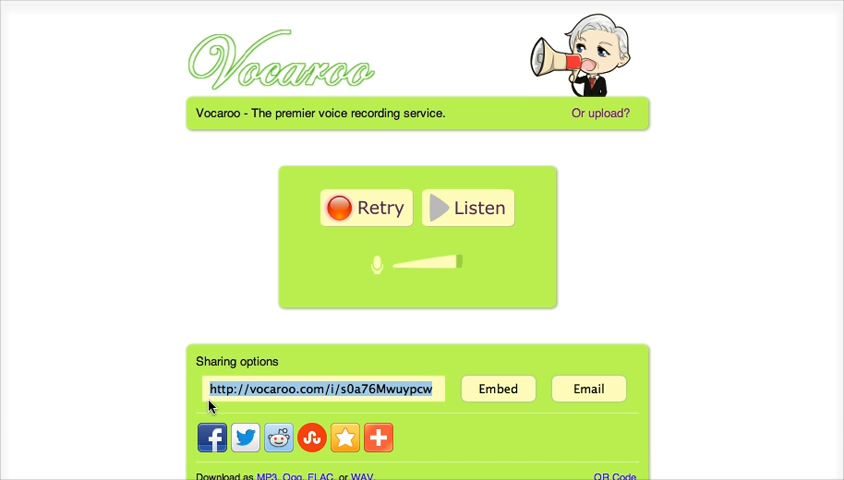 Vocaroo
Vocaroo - The premier voice recording service. Or upload?
Retry Listen
Sharing options
http://vocaroo.com/i/s0a76Mwuypcw Embed Email
Download as MP3, Ogg, FLAC, or WAV. QR Code